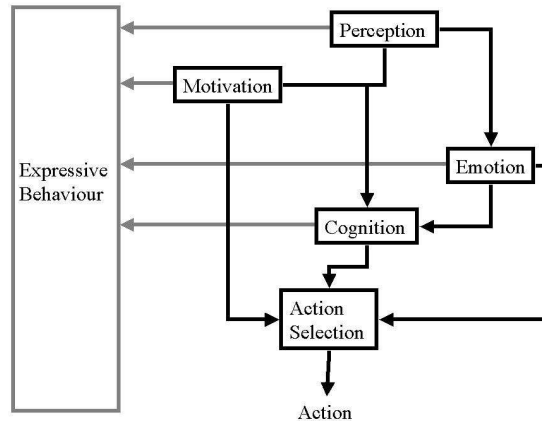 Perception
Motivation
Expressive
Behaviour
Emotion
Cognition
Action
Selection
Action